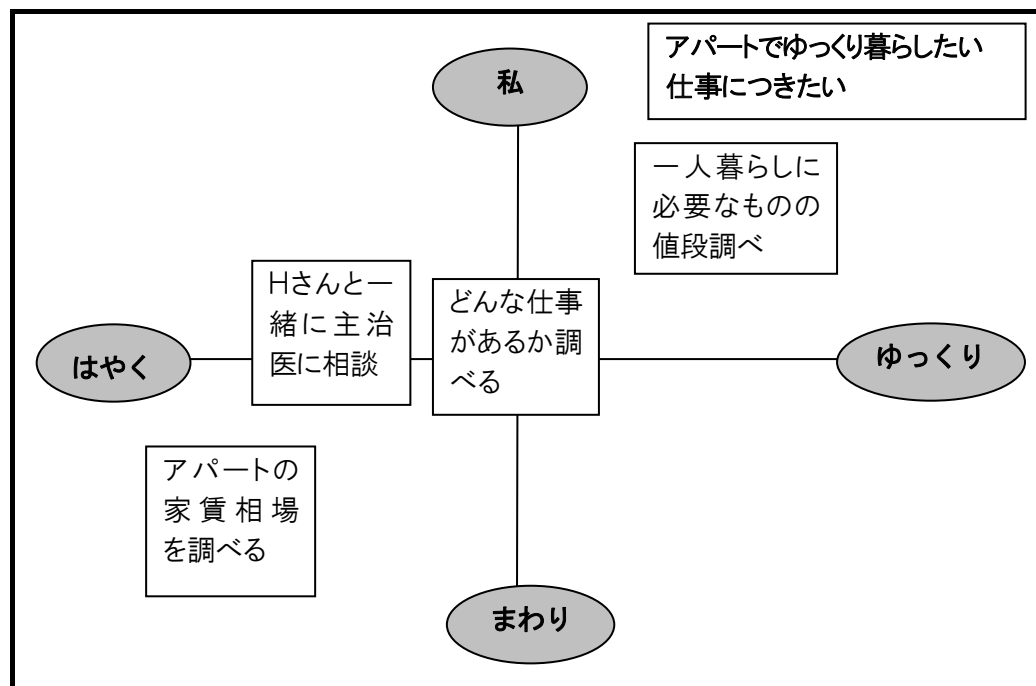 私
アパートでゆっくり暮らしたい
仕事につきたい
一人暮らしに
必要なものの
値段調べ
Hさんと一
緒に主治
医に相談
どんな仕事
があるか調
べる
はやく
ゆっくり
アパートの
家賃相場
を調べる
まわり